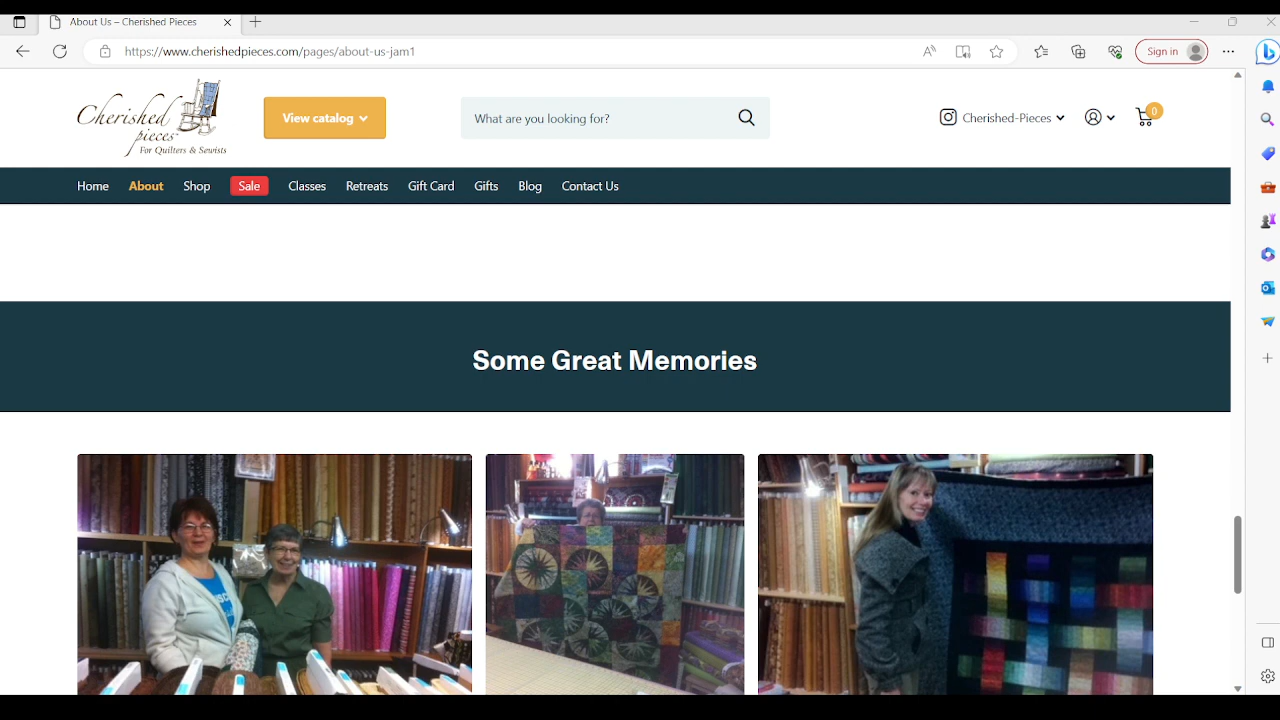 About Us – Cherished Pieces
https://www.cherishedpieces.com/pages/about-us-jam1
Sign in
Cherished
pieces
For Quilters & Sewists
View catalog
What are you looking for?
Cherished-Pieces
0
Home About Shop Sale Classes Retreats Gift Card Gifts Blog Contact Us
Some Great Memories